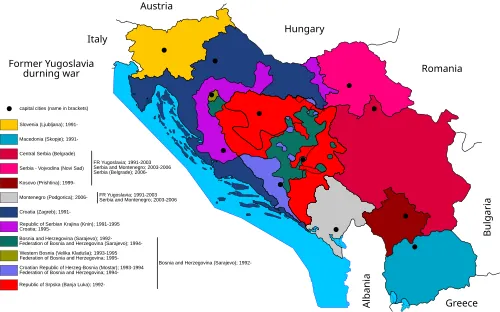 Austria
Hungary
Italy
Former Yugoslavia
durning war
Romania
capital cities (name in brackets)
Slovenia (Ljubljana); 1991-
Macedonia (Skopje); 1991-
Central Serbia (Belgrade)
Serbia - Vojvodina (Novi Sad)
FR Yugoslavia; 1991-2003
Serbia and Montenegro; 2003-2006
Serbia (Belgrade); 2006-
Kosovo (Prishtina); 1999-
Montenegro (Podgorica); 2006-
FR Yugoslavia; 1991-2003
Serbia and Montenegro; 2003-2006
Croatia (Zagreb); 1991-
Republic of Serbian Krajina (Knin); 1991-1995
Croatia; 1995-
Bosnia and Herzegovina (Sarajevo); 1992-
Federation of Bosnia and Herzegovina (Sarajevo); 1994-
Western Bosnia (Velika Kladuša); 1993-1995
Federation of Bosnia and Herzegovina; 1995-
Croatian Republic of Herzeg-Bosnia (Mostar); 1993-1994
Federation of Bosnia and Herzegovina; 1994-
Bosnia and Herzegovina (Sarajevo); 1992-
Republic of Srpska (Banja Luka); 1992-
Bulgaria
Albania
Greece